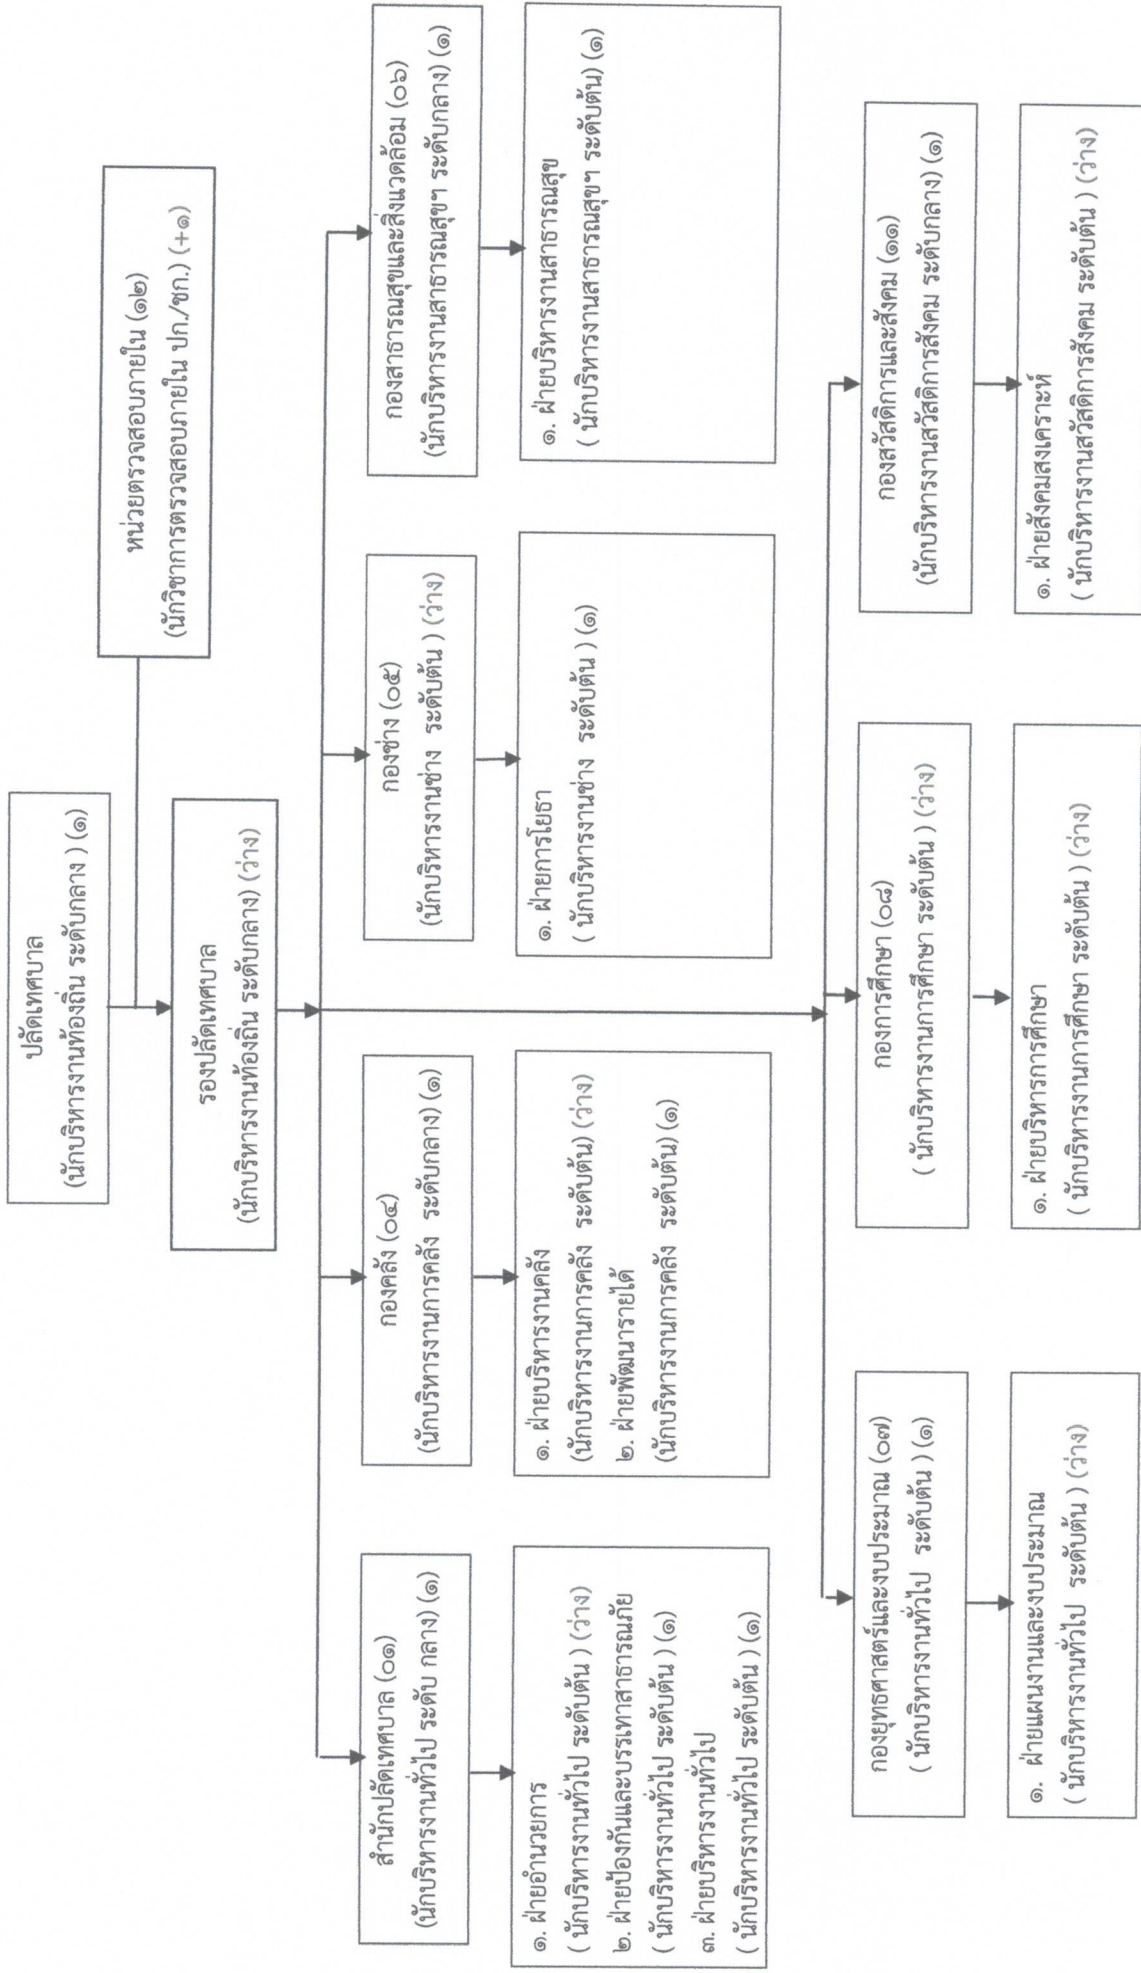 ปลัดเทศบาล
(นักบริหารงานท้องถิ่น ระดับกลาง ) (๑)
หน่วยตรวจสอบภายใน (๑๒)
(นักวิชาการตรวจสอบภายใน ปก./ชก.) (+๑)
รองปลัดเทศบาล
(นักบริหารงานท้องถิ่น ระดับกลาง) (ว่าง)
สำนักปลัดเทศบาล (๐๑)
(นักบริหารงานทั่วไป ระดับ กลาง) (๑)
๑. ฝ่ายอำนวยการ
( นักบริหารงานทั่วไป ระดับต้น ) (ว่าง)
๒. ฝ่ายป้องกันและบรรเทาสาธารณภัย
( นักบริหารงานทั่วไป ระดับต้น ) (๑)
๓. ฝ่ายบริหารงานทั่วไป
( นักบริหารงานทั่วไป ระดับต้น ) (๑)
กองคลัง (๐๔)
(นักบริหารงานการคลัง ระดับกลาง) (๑)
๑. ฝ่ายบริหารงานคลัง
(นักบริหารงานการคลัง ระดับต้น) (ว่าง)
๒. ฝ่ายพัฒนารายได้
(นักบริหารงานการคลัง ระดับต้น) (๑)
กองช่าง (๐๕)
(นักบริหารงานช่าง ระดับต้น ) (ว่าง)
๑. ฝ่ายการโยธา
( นักบริหารงานช่าง ระดับต้น ) (๑)
กองสาธารณสุขและสิ่งแวดล้อม (๐๖)
(นักบริหารงานสาธารณสุขฯ ระดับกลาง) (๑)
๑. ฝ่ายบริหารงานสาธารณสุข
( นักบริหารงานสาธารณสุขฯ ระดับต้น) (๑)
กองยุทธศาสตร์และงบประมาณ (๐๗)
( นักบริหารงานทั่วไป ระดับต้น ) (๑)
๑. ฝ่ายแผนงานและงบประมาณ
( นักบริหารงานทั่วไป ระดับต้น ) (ว่าง)
กองการศึกษา (๐๘)
( นักบริหารงานการศึกษา ระดับต้น ) (ว่าง)
๑. ฝ่ายบริหารการศึกษา
( นักบริหารงานการศึกษา ระดับต้น ) (ว่าง)
กองสวัสดิการและสังคม (๑๑)
(นักบริหารงานสวัสดิการสังคม ระดับกลาง) (๑)
๑. ฝ่ายสังคมสงเคราะห์
( นักบริหารงานสวัสดิการสังคม ระดับต้น ) (ว่าง)